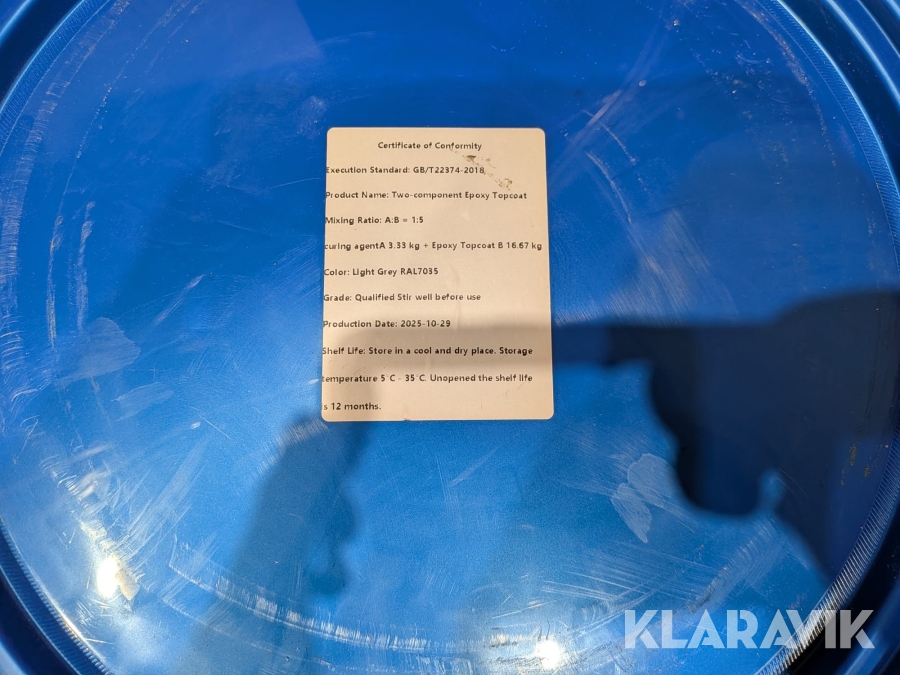 Certificate of Conformity
Execution Standard: GB/T22374-2018
Product Name: Two-component Epoxy Topcoat
Mixing Ratio: A:B = 1:5
curing agentA 3.33 kg + Epoxy Topcoat B 16.67 kg
Color: Light Grey RAL7035
Grade: Qualified Stir well before use
Production Date: 2025-10-29
Shelf Life: Store in a cool and dry place. Storage
temperature 5°C - 35°C. Unopened the shelf life
s 12 months.
KLARAVIK